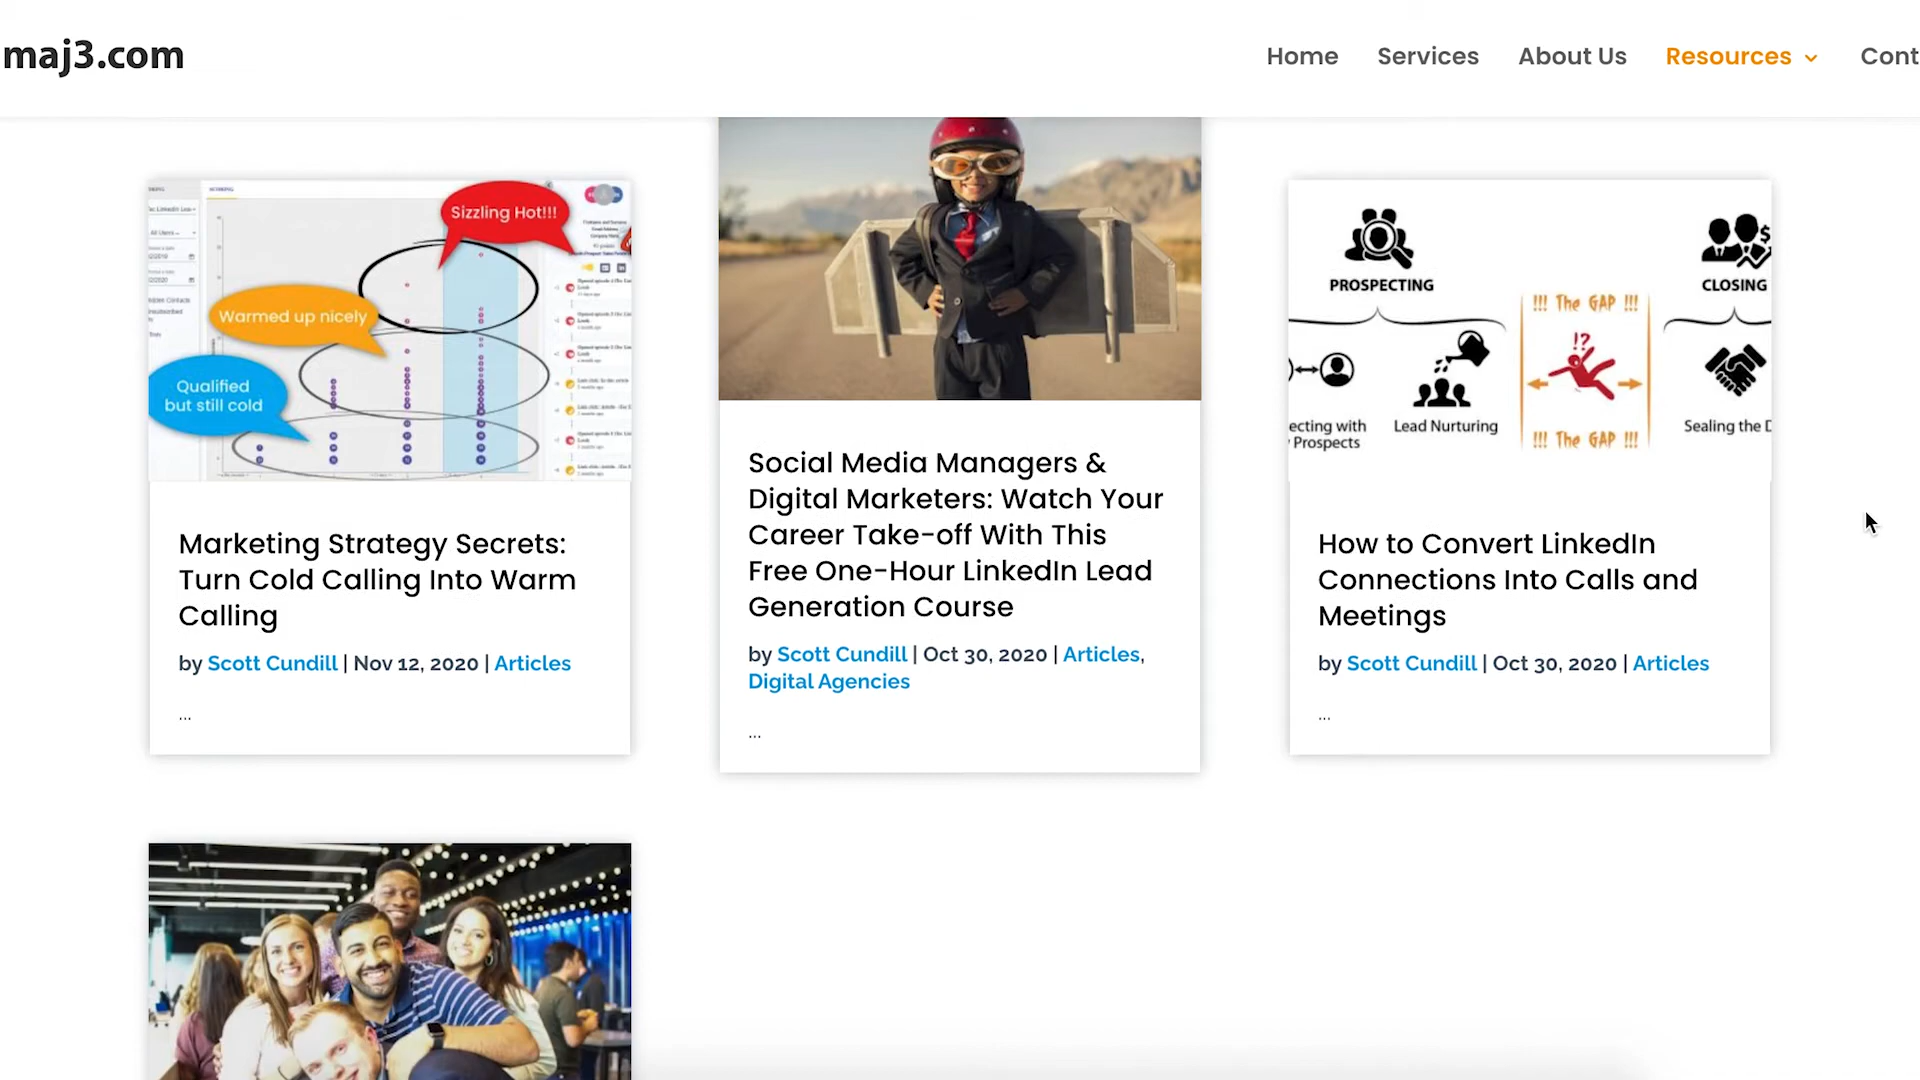 maj3.com
Home
Services
About Us
Resources
Cont
Sizzling Hot!!!
Warmed up nicely
Qualified
but still cold
PROSPECTING
CLOSING
!!! The GAP !!!
!?
ecting with
Prospects
Lead Nurturing
Sealing the D
!!! The GAP !!!
Marketing Strategy Secrets:
Turn Cold Calling Into Warm
Calling
by Scott Cundill | Nov 12, 2020 | Articles
...
Social Media Managers &
Digital Marketers: Watch Your
Career Take-off With This
Free One-Hour LinkedIn Lead
Generation Course
by Scott Cundill | Oct 30, 2020 | Articles,
Digital Agencies
...
How to Convert LinkedIn
Connections Into Calls and
Meetings
by Scott Cundill | Oct 30, 2020 | Articles
...